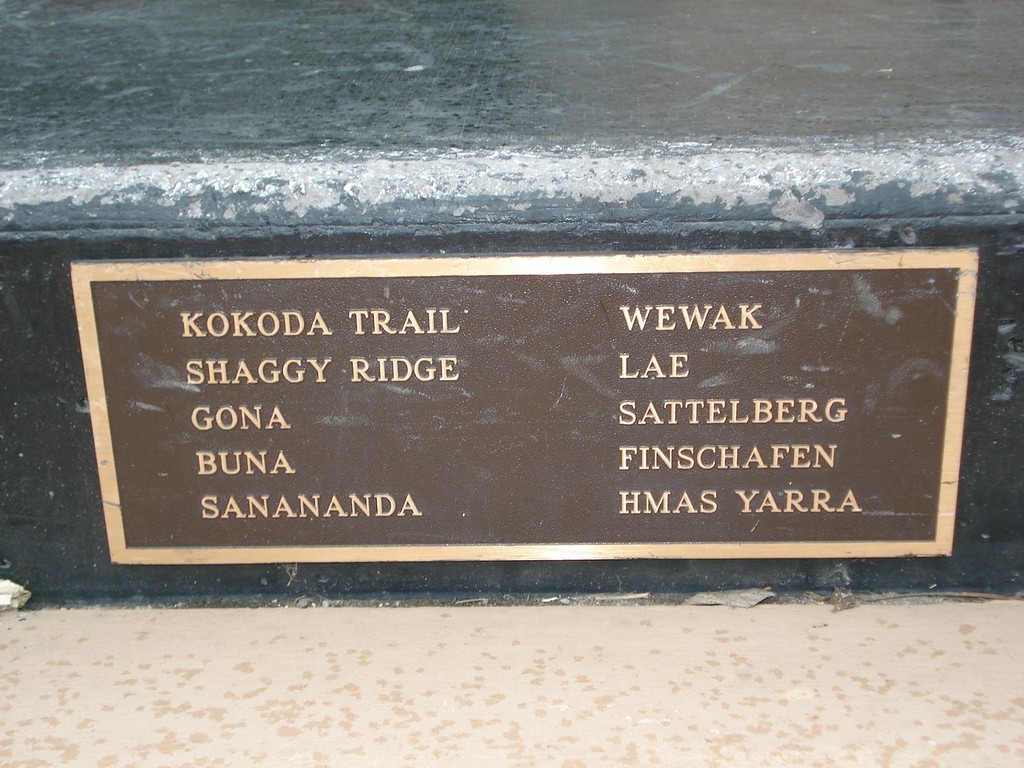 KOKODA TRAIL
SHAGGY RIDGE
GONA
BUNA
SANANANDA
WEWAK
LAE
SATTELBERG
FINSCHAFEN
HMAS YARRA